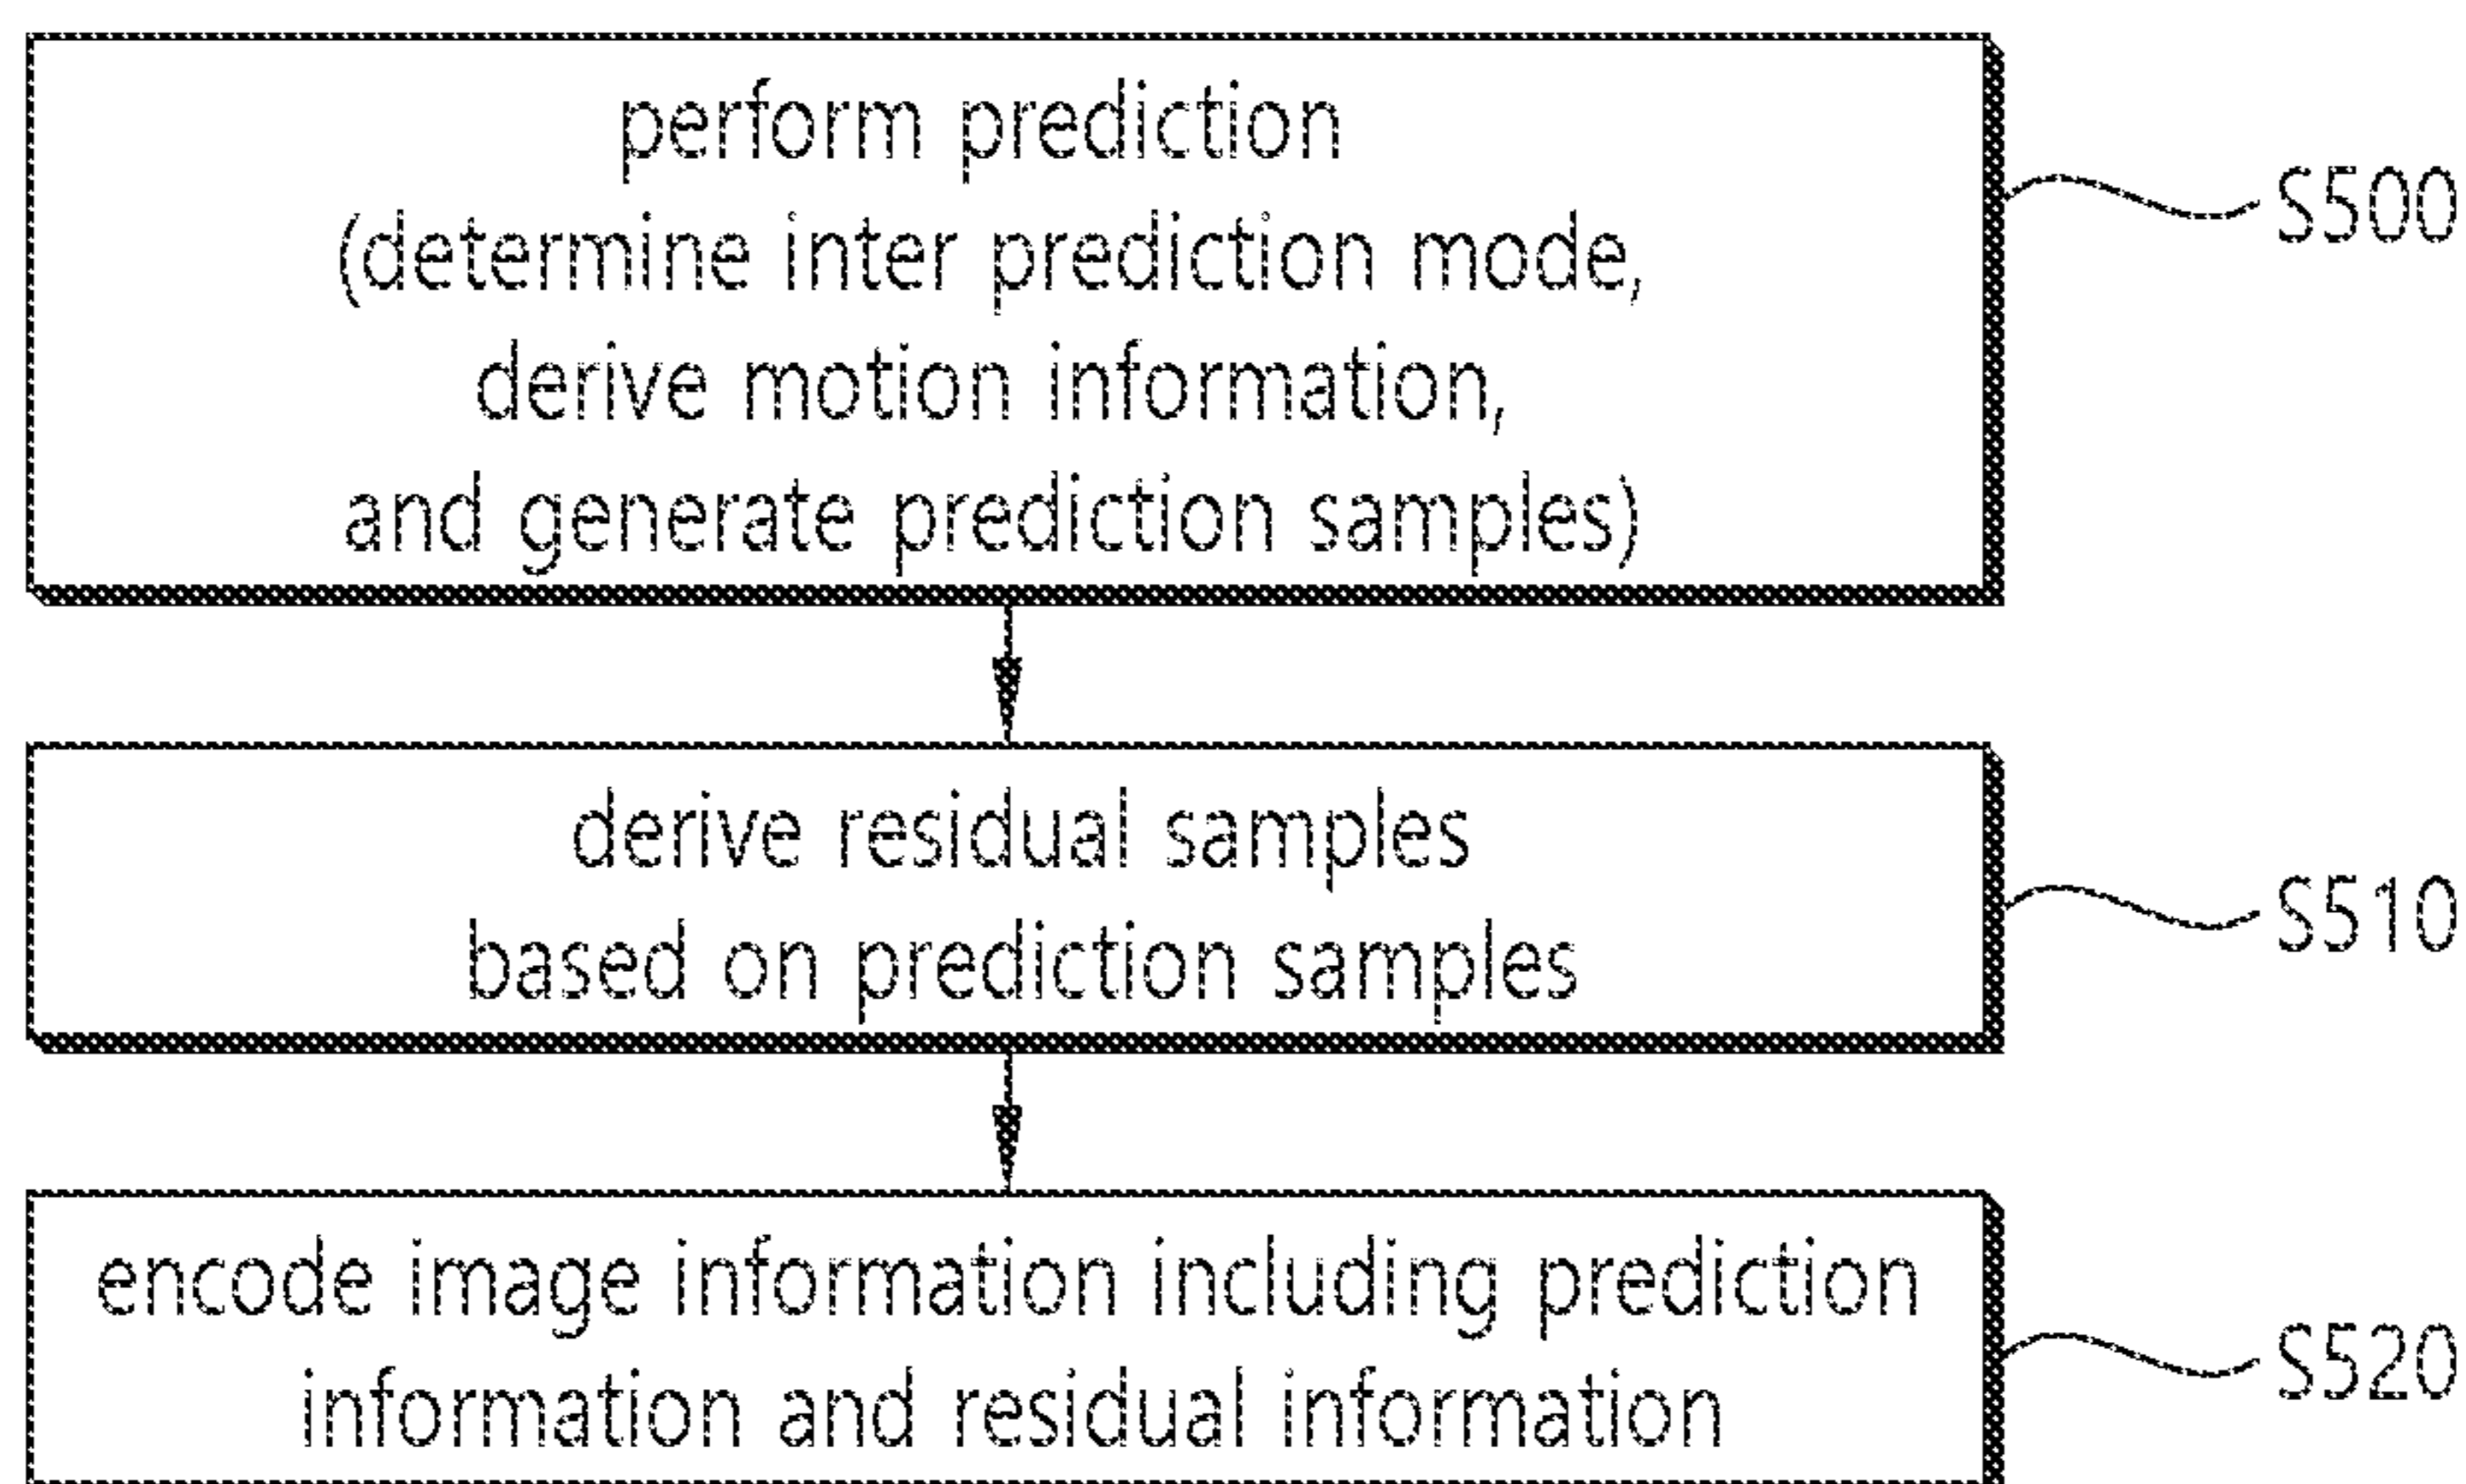 perform prediction
(determine inter prediction mode,
derive motion information,
and generate prediction samples)
S500
derive residual samples
based on prediction samples
S510
encode image information including prediction
information and residual information
S520